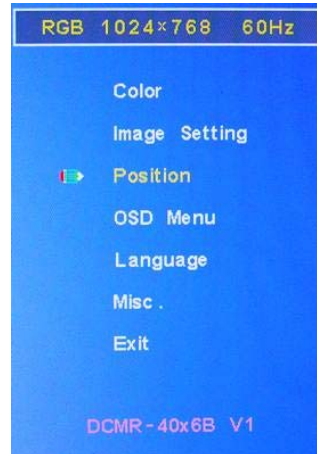 RGB 1024×768 60Hz
Color
Image Setting
Position
OSD Menu
Language
Misc.
Exit
DCMR-40x6B V1